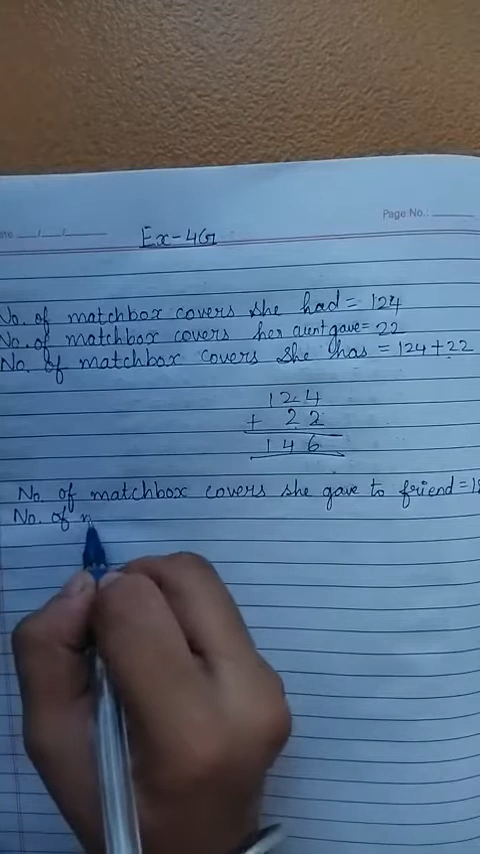 Page No.:
Ex-4G
No. of matchbox covers she had = 124
No. of matchbox covers her aunt gave = 22
No. of matchbox covers she has = 124 + 22
124
+ 22
146
No. of matchbox covers she gave to friend =
No. of